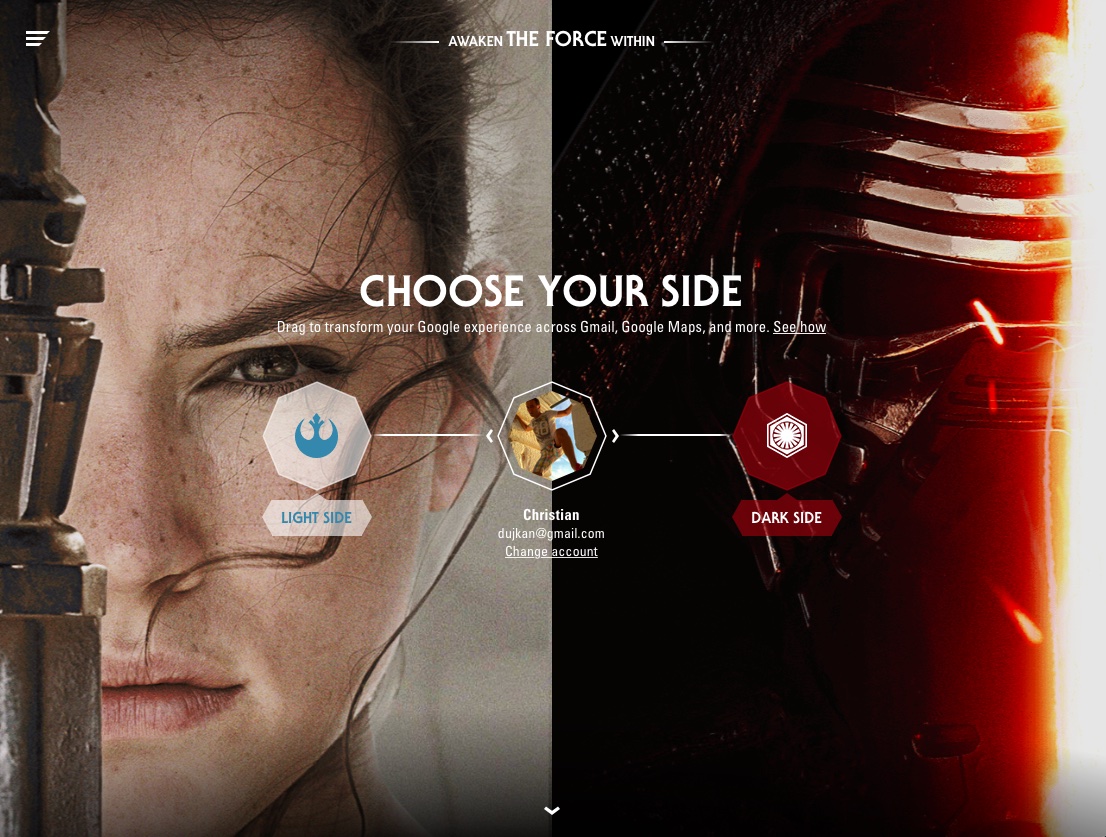 AWAKEN THE FORCE WITHIN
CHOOSE YOUR SIDE
Drag to transform your Google experience across Gmail, Google Maps, and more. See how
LIGHT SIDE
Christian
dujkan@gmail.com
Change account
DARK SIDE